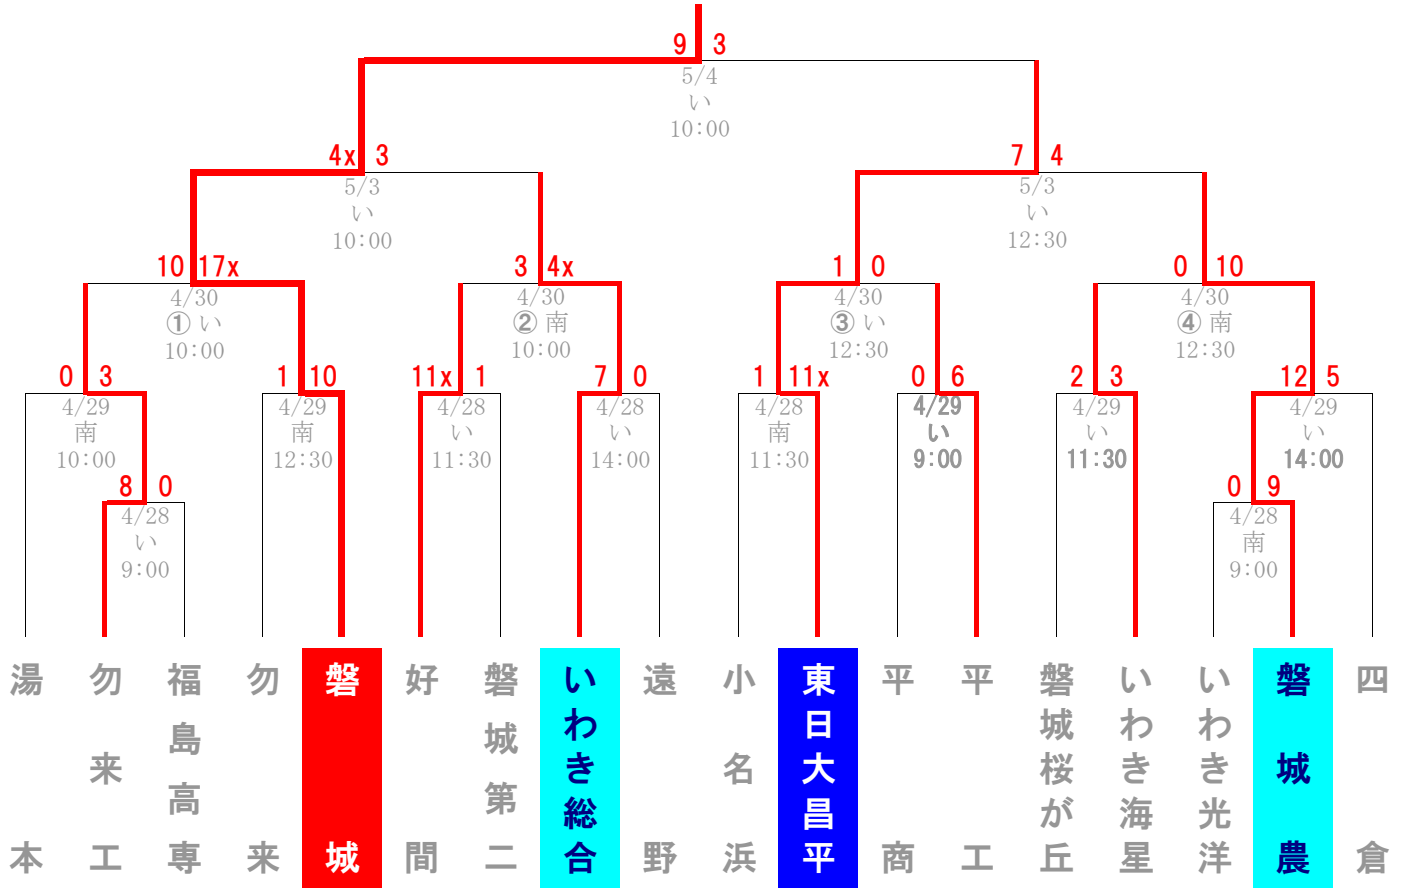 9 3
5/4
い
10:00
4x 3
5/3
い
10:00
7 4
5/3
い
12:30
10 17x
4/30
① い
10:00
3 4x
4/30
② 南
10:00
1 0
4/30
③ い
12:30
0 10
4/30
④ 南
12:30
0 3
4/29
南
10:00
1 10
4/29
南
12:30
11x 1
4/28
い
11:30
7 0
4/28
い
14:00
1 11x
4/28
南
11:30
0 6
4/29
い
9:00
2 3
4/29
い
11:30
12 5
4/29
い
14:00
8 0
4/28
い
9:00
0 9
4/28
南
9:00
湯本
勿来工
福島高専
勿来
磐城
好間
磐城第二
いわき総合
遠野
小名浜
東日大昌平
平商
平工
磐城桜が丘
いわき海星
いわき光洋
磐城農
四倉